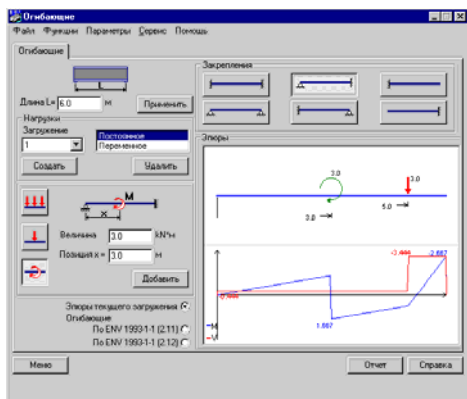 Огибающие
Файл Функции Параметры Сервис Помощь
Огибающие
L
Длина L= 6.0 м Применить
Нагрузки
Загружение
1
Постоянное
Переменное
Создать Удалить
M
x
Величина 3.0 kN*м
Позиция x = 3.0 м
Добавить
Эпюры текущего загружения
Огибающие
По ENV 1993-1-1 (2.11)
По ENV 1993-1-1 (2.12)
Закрепления
Эпюры
3.0
3.0
3.0
5.0
-3.444
-2.667
1.667
M
V
Меню Отчет Справка